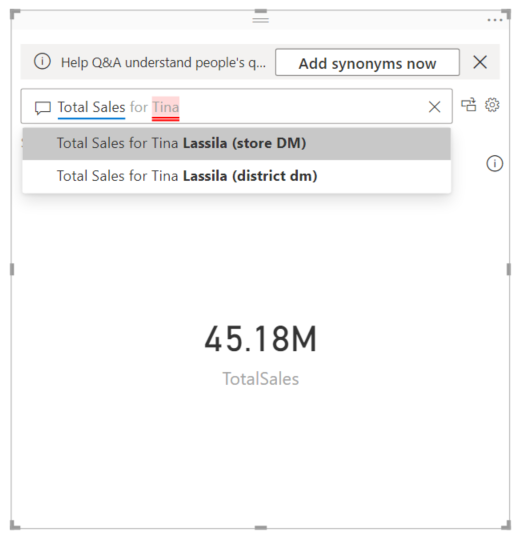 Help Q&A understand people's q...
Add synonyms now
Total Sales for Tina
Total Sales for Tina Lassila (store DM)
Total Sales for Tina Lassila (district dm)
45.18M
TotalSales